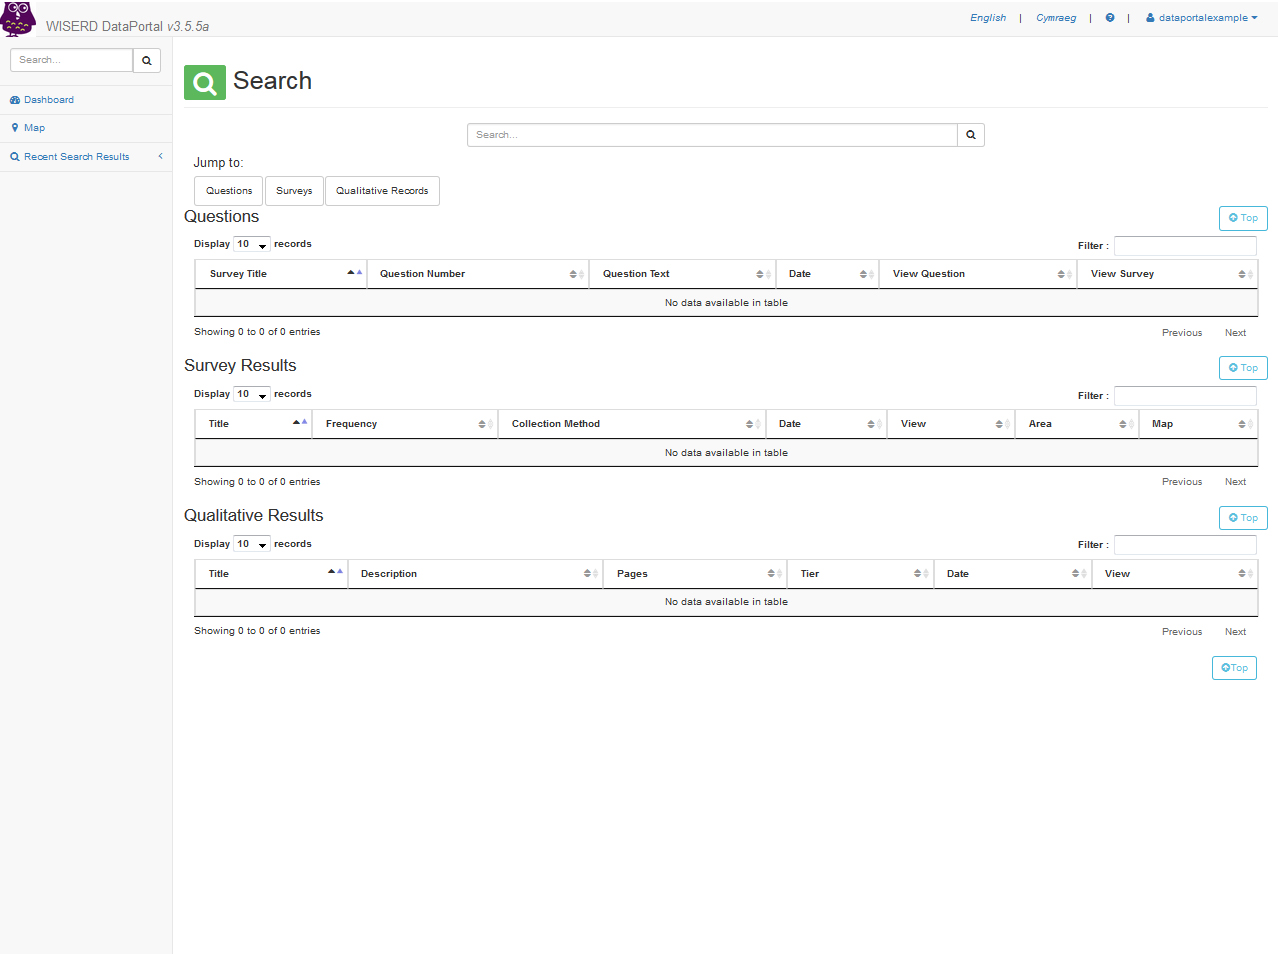 WISERD DataPortal v3.5.5a
English | Cymraeg | | dataportalexample
Search...
Dashboard
Map
Recent Search Results
Search
Search...
Jump to:
Questions Surveys Qualitative Records
Questions
Top
Display 10 records
Filter :
Survey Title Question Number Question Text Date View Question View Survey
No data available in table
Showing 0 to 0 of 0 entries
Previous Next
Survey Results
Top
Display 10 records
Filter :
Title Frequency Collection Method Date View Area Map
No data available in table
Showing 0 to 0 of 0 entries
Previous Next
Qualitative Results
Top
Display 10 records
Filter :
Title Description Pages Tier Date View
No data available in table
Showing 0 to 0 of 0 entries
Previous Next
Top